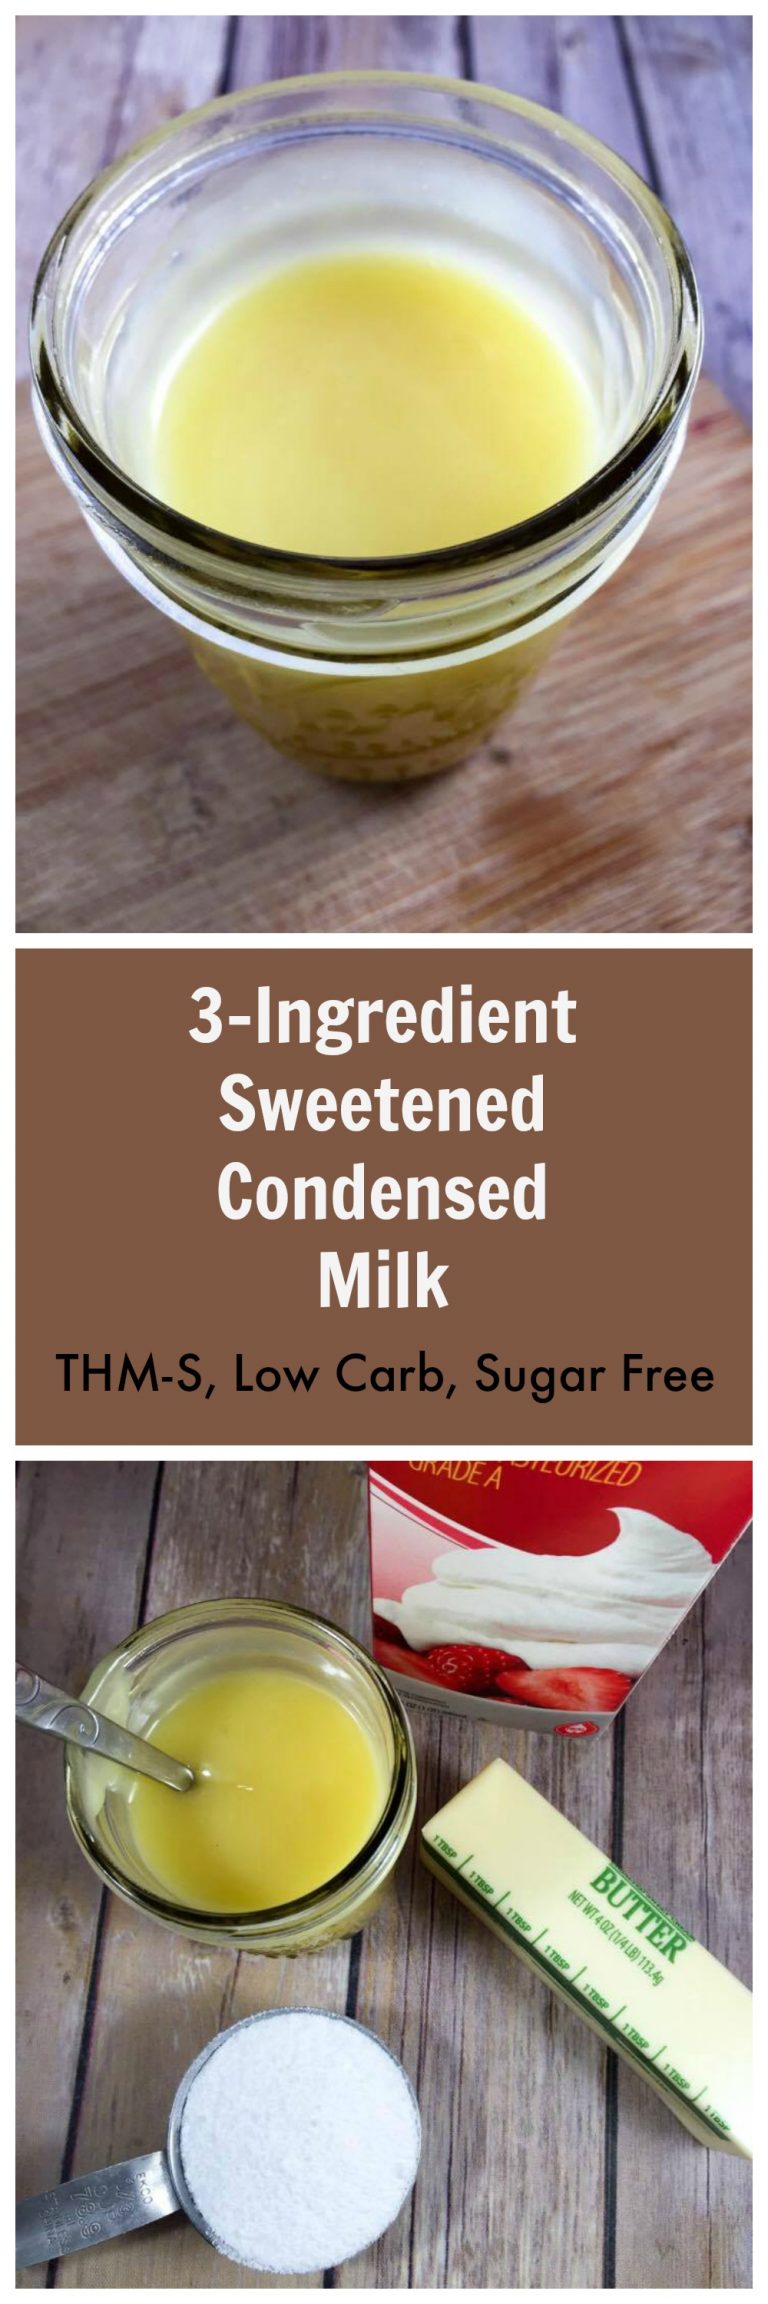 3-Ingredient
Sweetened
Condensed
Milk
THM-S, Low Carb, Sugar Free
GRADE A
BUTTER
NET WT 4 OZ (1/4 LB) 113.4g
1 TBSP
1 TBSP
1 TBSP
1 TBSP
1 TBSP
1 TBSP
1 TBSP
1 TBSP
EKCO